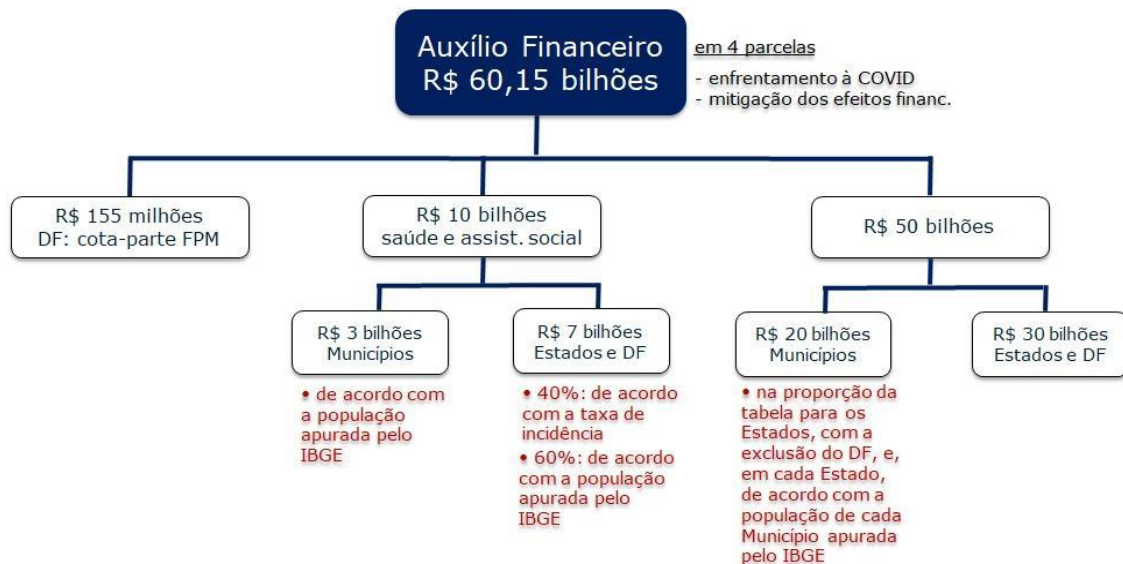 Auxílio Financeiro
R$ 60,15 bilhões
em 4 parcelas
- enfrentamento à COVID
- mitigação dos efeitos financ.
R$ 155 milhões
DF: cota-parte FPM
R$ 10 bilhões
saúde e assist. social
R$ 50 bilhões
R$ 3 bilhões
Municípios
R$ 7 bilhões
Estados e DF
R$ 20 bilhões
Municípios
R$ 30 bilhões
Estados e DF
• de acordo com
a população
apurada pelo
IBGE
• 40%: de acordo
com a taxa de
incidência
• 60%: de acordo
com a população
apurada pelo
IBGE
• na proporção da
tabela para os
Estados, com a
exclusão do DF, e,
em cada Estado,
de acordo com a
população de cada
Município apurada
pelo IBGE